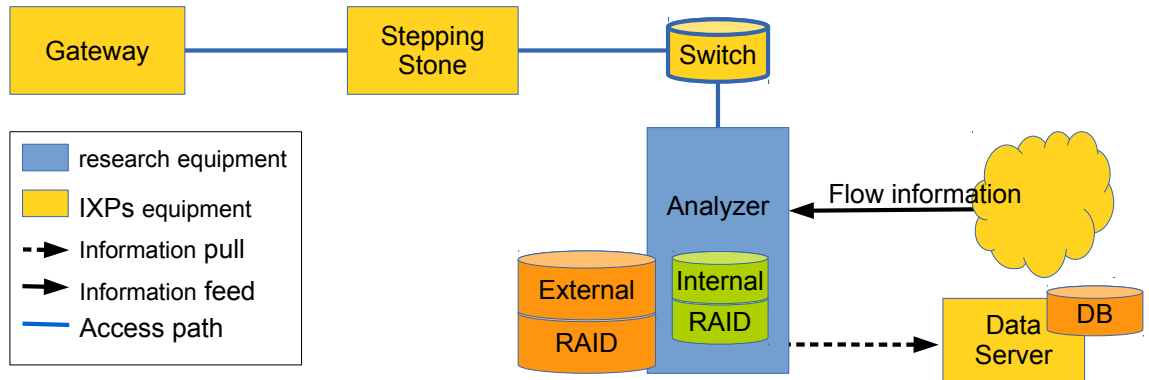 Gateway
Stepping
Stone
Switch
research equipment
IXPs equipment
Information pull
Information feed
Access path
Analyzer
Flow information
External
RAID
Internal
RAID
DB
Data
Server